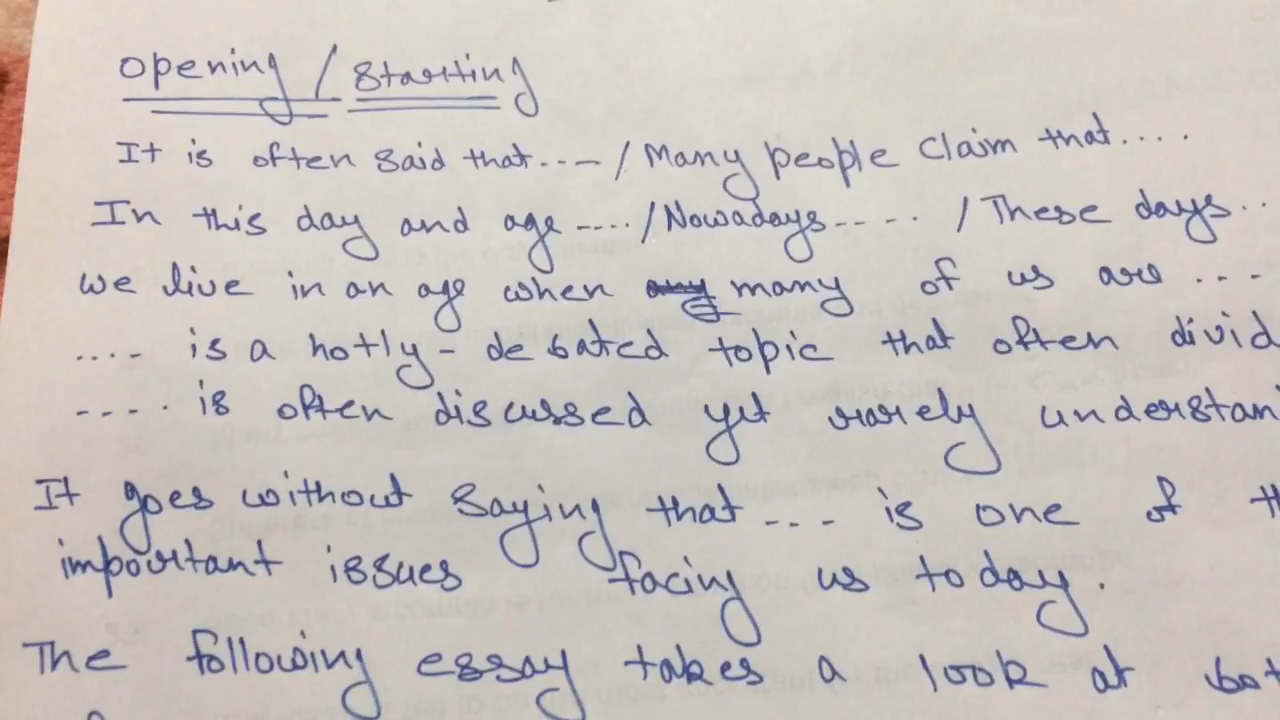 Opening / Starting
It is often said that.... / Many people claim that....
In this day and age .... / Nowadays..... / These days..
we live in an age when many of us are ....
.... is a hotly-debated topic that often divid
.... is often discussed yet rarely understan
It goes without saying that .... is one of th
important issues facing us today.
The following essay takes a look at bot